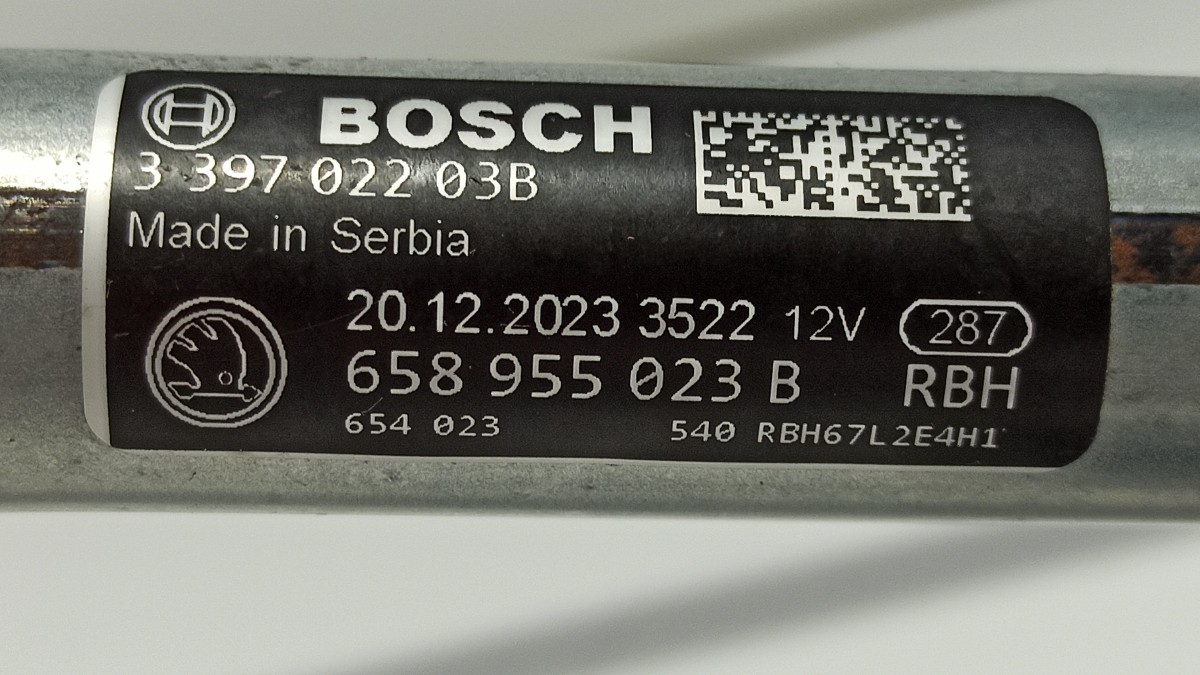 BOSCH
3 397 022 03B
Made in Serbia
20.12.2023 3522 12V 287
658 955 023 B RBH
654 023 540 RBH67L2E4H1